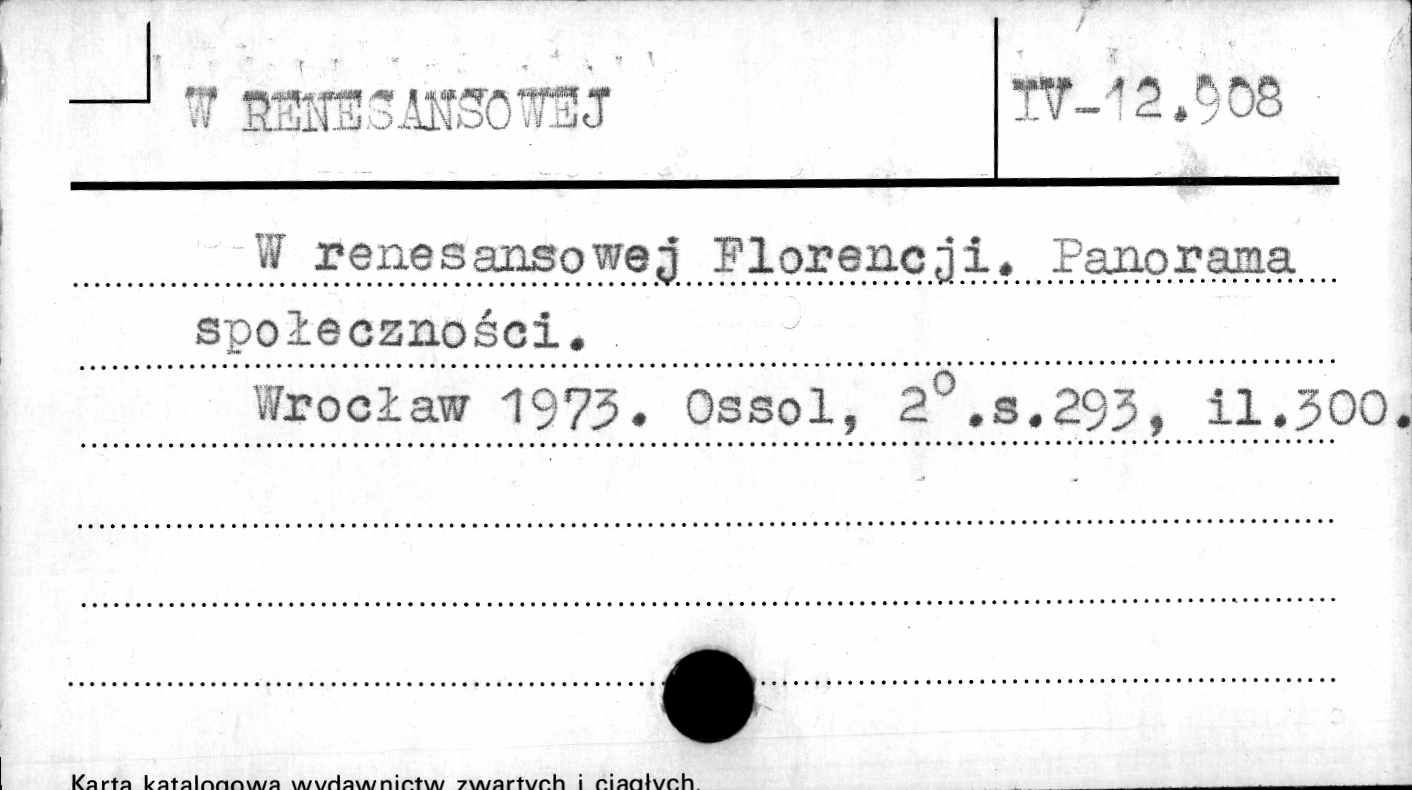 W RENESANSOWEJ
IV-12.908
W renesansowej Florencji. Panorama
społeczności.
Wrocław 1973. Ossol, 2°.s.293, il.300.
Karta katalogowa wydawnictw zwartych i ciągłych.